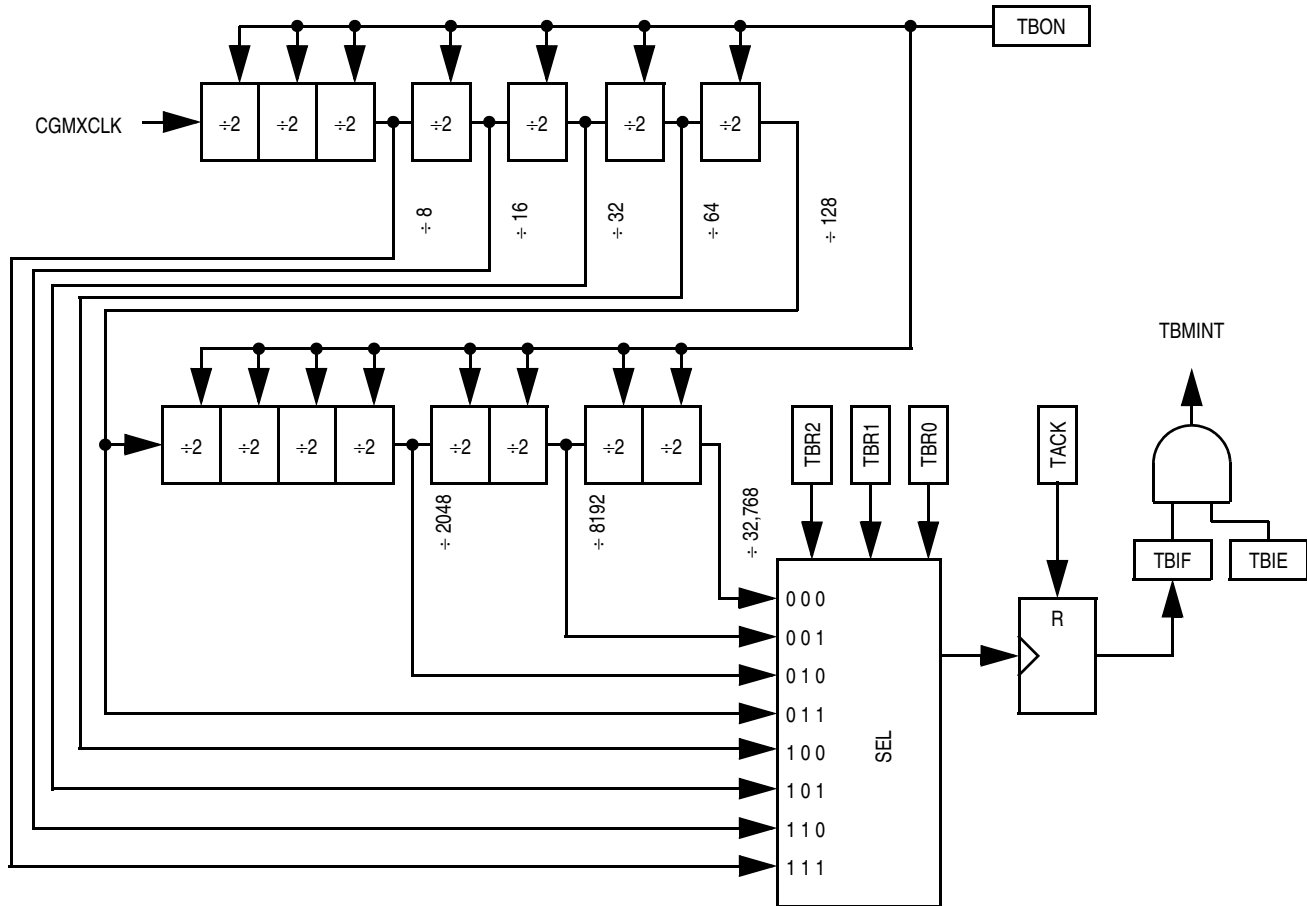 TBON
CGMXCLK
÷2
÷2
÷2
÷2
÷2
÷2
÷2
÷ 8
÷ 16
÷ 32
÷ 64
÷ 128
TBMINT
÷2
÷2
÷2
÷2
÷2
÷2
÷2
÷2
÷ 2048
÷ 8192
÷ 32,768
TBR2
TBR1
TBR0
TACK
TBIF
TBIE
0 0 0
0 0 1
0 1 0
0 1 1
1 0 0
1 0 1
1 1 0
1 1 1
SEL
R